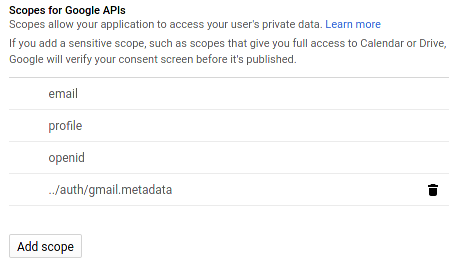 Scopes for Google APIs
Scopes allow your application to access your user's private data. Learn more
If you add a sensitive scope, such as scopes that give you full access to Calendar or Drive,
Google will verify your consent screen before it's published.
email
profile
openid
../auth/gmail.metadata
Add scope